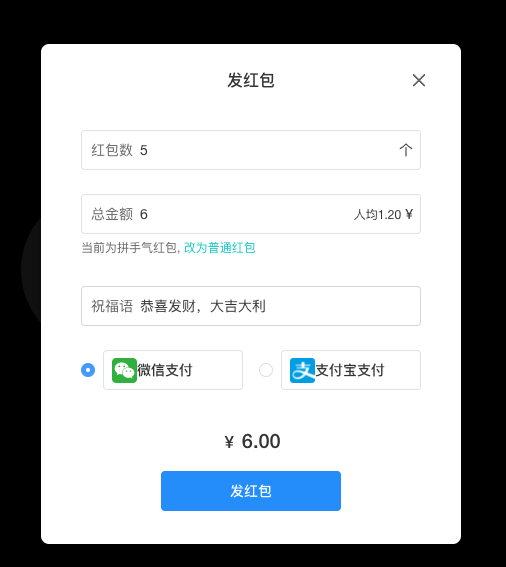 发红包
红包数 5 个
总金额 6 人均1.20 ¥
当前为拼手气红包, 改为普通红包
祝福语 恭喜发财，大吉大利
微信支付 支付宝支付
¥ 6.00
发红包